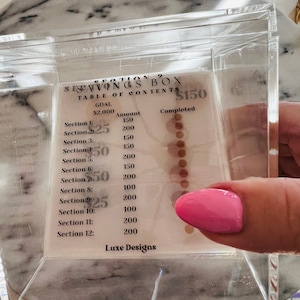 SAVINGS BOX
TABLE OF CONTENTS
$150
GOAL
$2,000
Amount
Completed
Section 1: 150
$25
Section 2: 200
Section 3: 150
$50
Section 4: 200
Section 5: 150
Section 6: 200
$50
Section 7: 200
Section 8: 100
Section 9: 200
$25
Section 10: 100
Section 11: 200
Section 12: 200
Luxe Designs